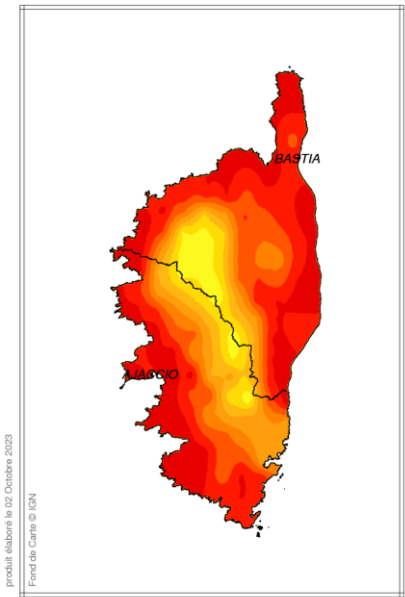 BASTIA
AJACCIO
produit élaboré le 02 Octobre 2023
Fond de Carte © IGN